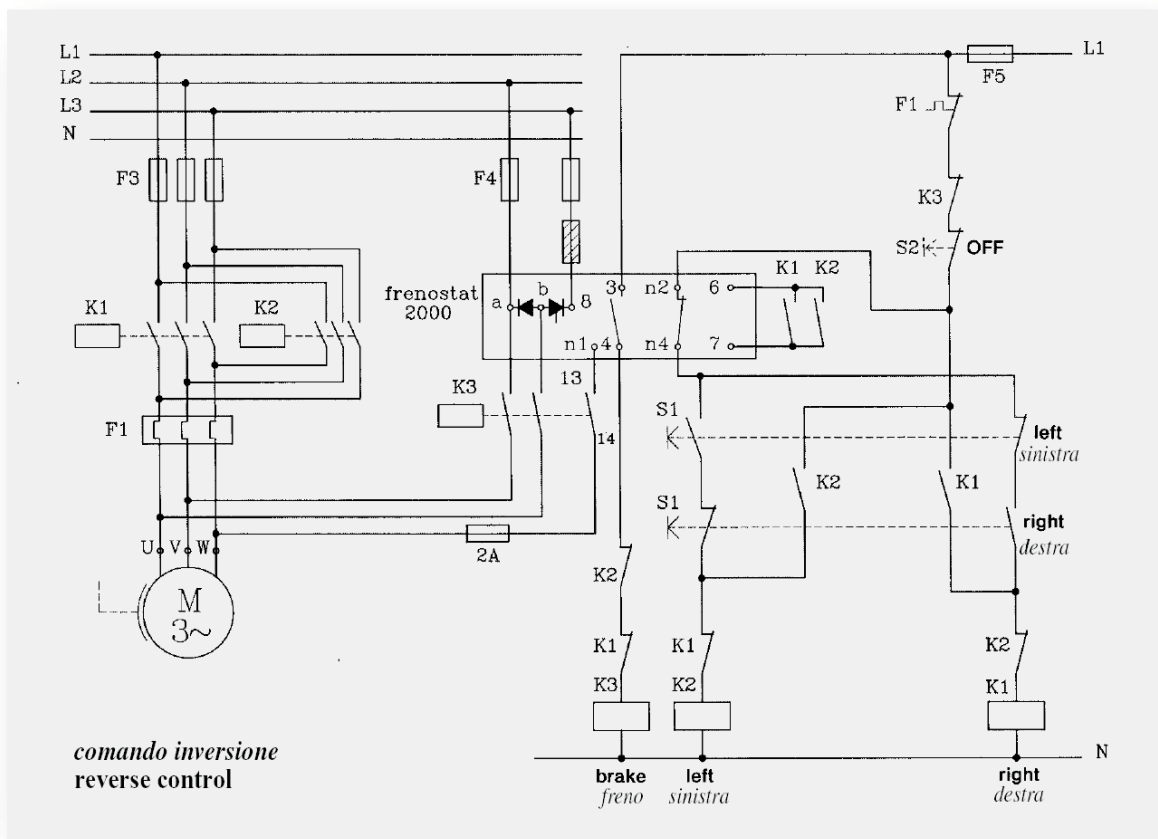 L1
L2
L3
N
F3
F4
L1
F5
F1
K3
S2 OFF
K1
K2
frenostat
2000
a
b
8
3
4
n1
n2
n4
6
7
K1 K2
K3
13
14
F1
S1
left
sinistra
K2
K1
S1
right
destra
U V W
2A
M
3~
K2
K1
K3
K1
K2
K2
K1
N
brake
freno
left
sinistra
right
destra
comando inversione
reverse control